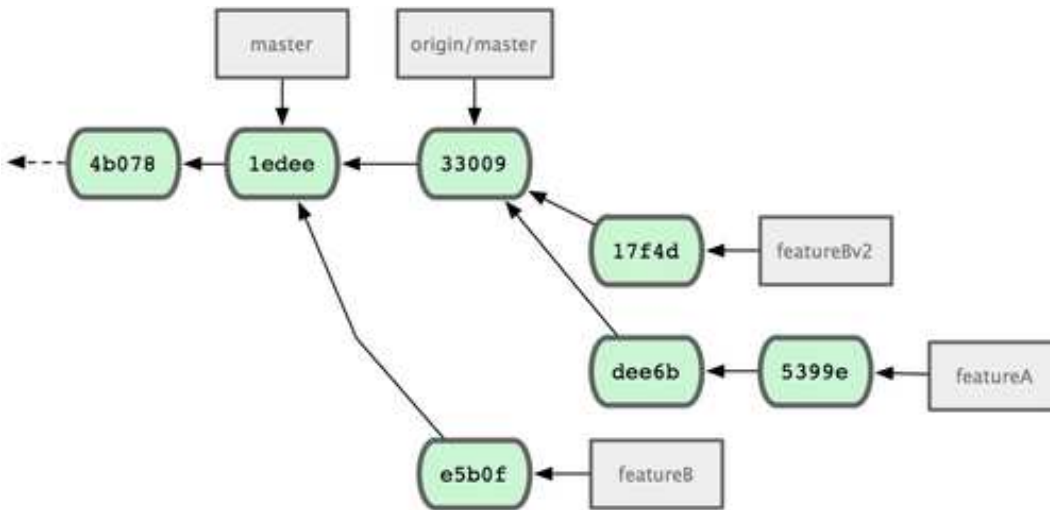 master
origin/master
4b078
1edee
33009
17f4d
featureBv2
dee6b
5399e
featureA
e5b0f
featureB